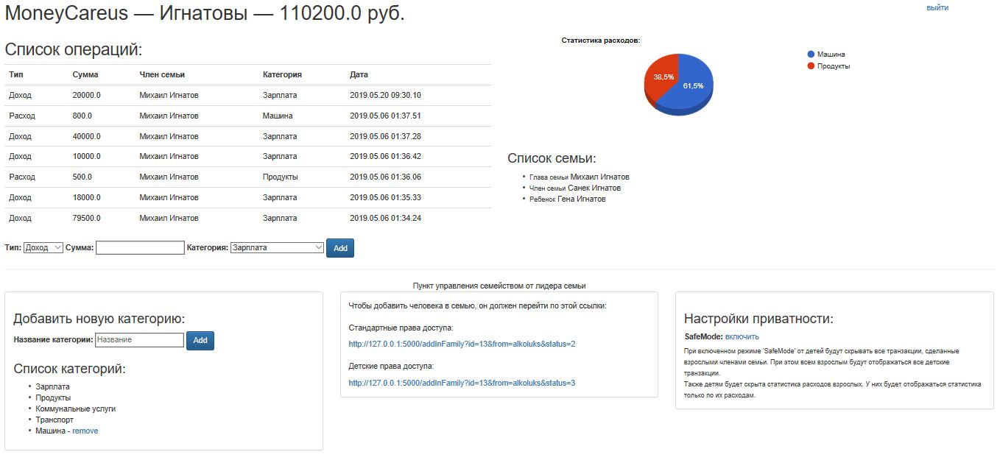 MoneyCareus — Игнатовы — 110200.0 руб.
выйти
Список операций:
Тип Сумма Член семьи Категория Дата
Доход 20000.0 Михаил Игнатов Зарплата 2019.05.20 09:30.10
Расход 800.0 Михаил Игнатов Машина 2019.05.06 01:37.51
Доход 40000.0 Михаил Игнатов Зарплата 2019.05.06 01:37.28
Доход 10000.0 Михаил Игнатов Зарплата 2019.05.06 01:36.42
Расход 500.0 Михаил Игнатов Продукты 2019.05.06 01:36.06
Доход 18000.0 Михаил Игнатов Зарплата 2019.05.06 01:35.33
Доход 79500.0 Михаил Игнатов Зарплата 2019.05.06 01:34.24
Тип: Доход Сумма: Категория: Зарплата Add
Статистика расходов:
38,5%
61,5%
Машина
Продукты
Список семьи:
• Глава семьи Михаил Игнатов
• Член семьи Санек Игнатов
• Ребенок Гена Игнатов
Пункт управления семейством от лидера семьи
Добавить новую категорию:
Название категории: Название Add
Список категорий:
• Зарплата
• Продукты
• Коммунальные услуги
• Транспорт
• Машина - remove
Чтобы добавить человека в семью, он должен перейти по этой ссылки:
Стандартные права доступа:
http://127.0.0.1:5000/addInFamily?id=13&from=alkoluks&status=2
Детские права доступа:
http://127.0.0.1:5000/addInFamily?id=13&from=alkoluks&status=3
Настройки приватности:
SafeMode: включить
При включенном режиме 'SafeMode' от детей будут скрывать все транзакции, сделанные
взрослыми членами семьи. При этом всем взрослым будут отображаться все детские
транзакции.
Также детям будет скрыта статистика расходов взрослых. У них будет отображаться статистика
только по их расходам.